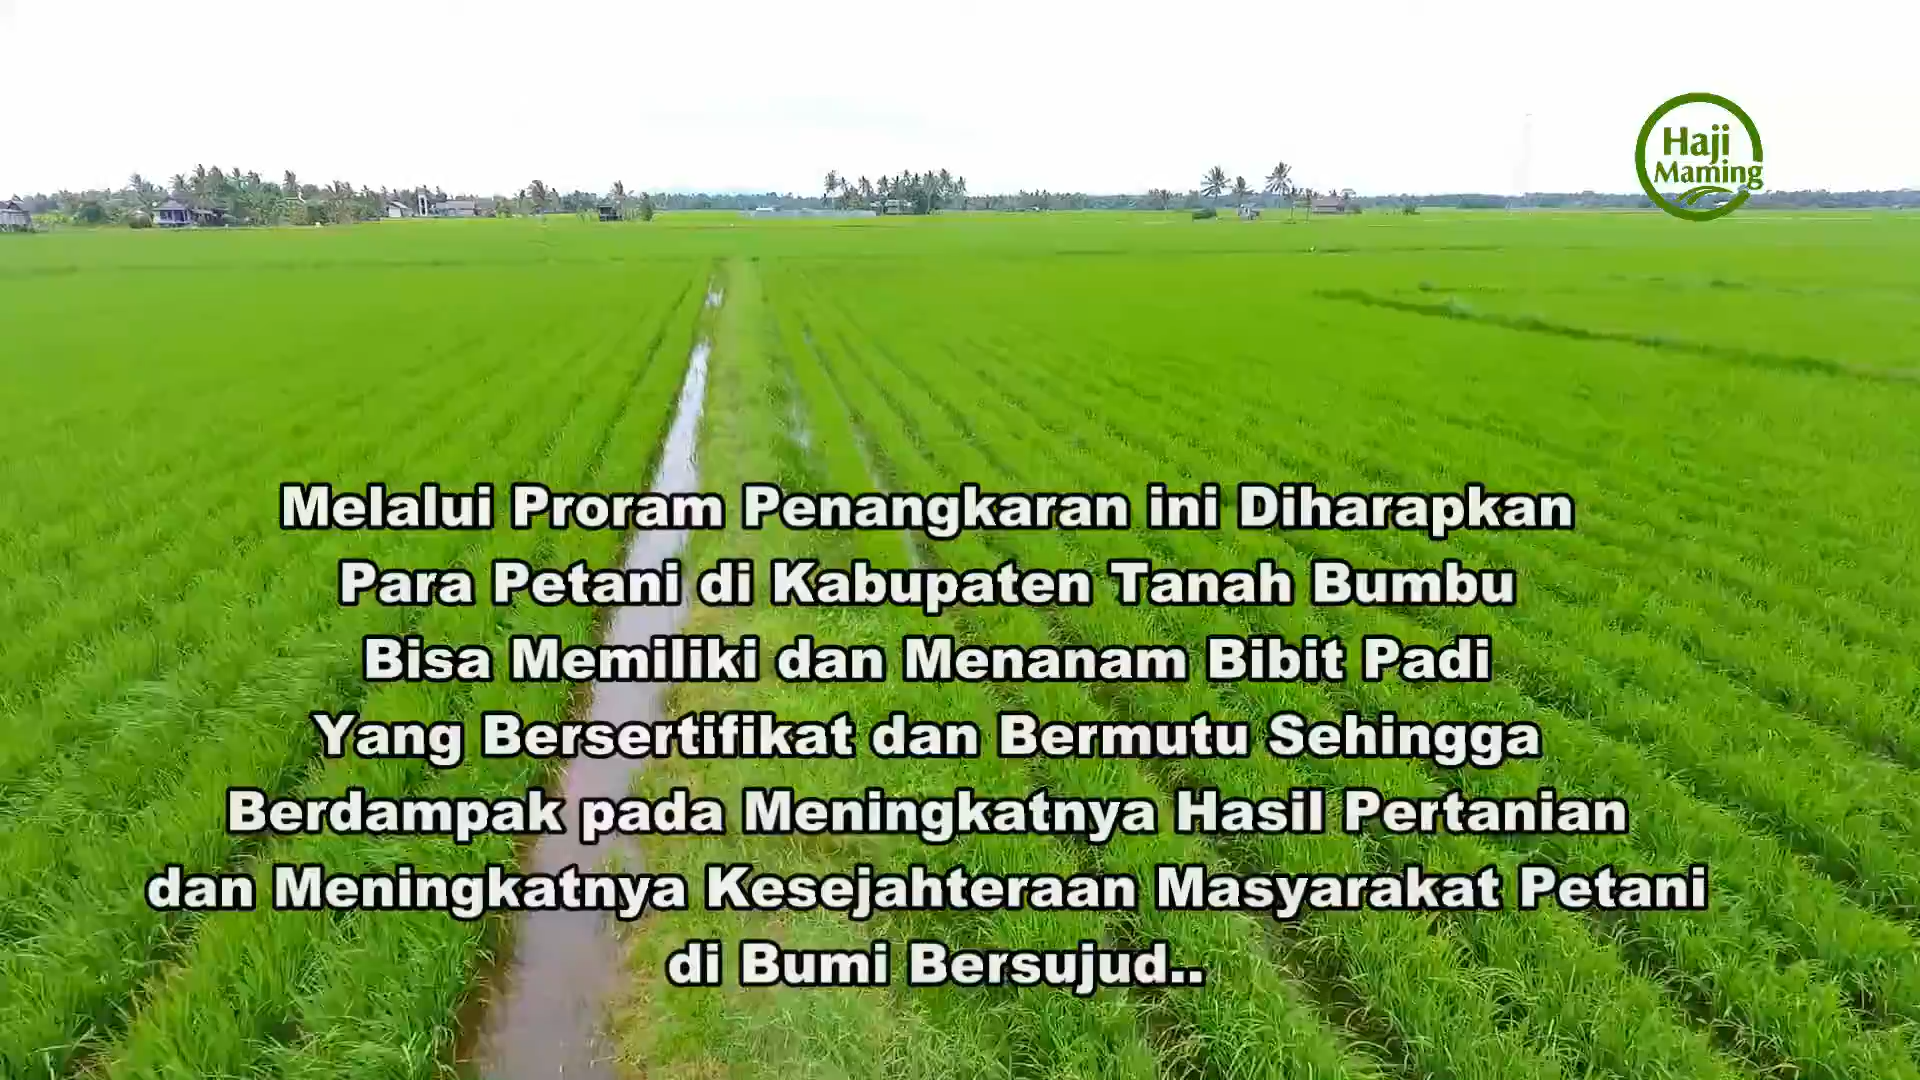 Haji
Maming
Melalui Proram Penangkaran ini Diharapkan
Para Petani di Kabupaten Tanah Bumbu
Bisa Memiliki dan Menanam Bibit Padi
Yang Bersertifikat dan Bermutu Sehingga
Berdampak pada Meningkatnya Hasil Pertanian
dan Meningkatnya Kesejahteraan Masyarakat Petani
di Bumi Bersujud..